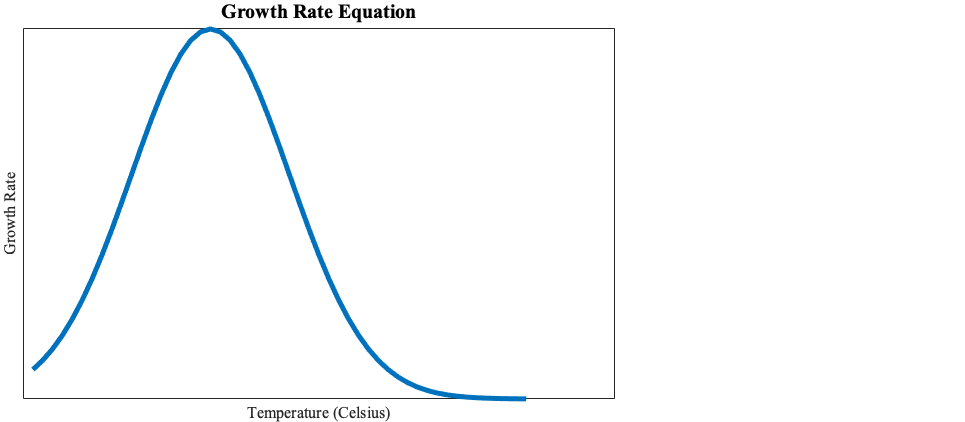 Growth Rate Equation
Growth Rate
Temperature (Celsius)